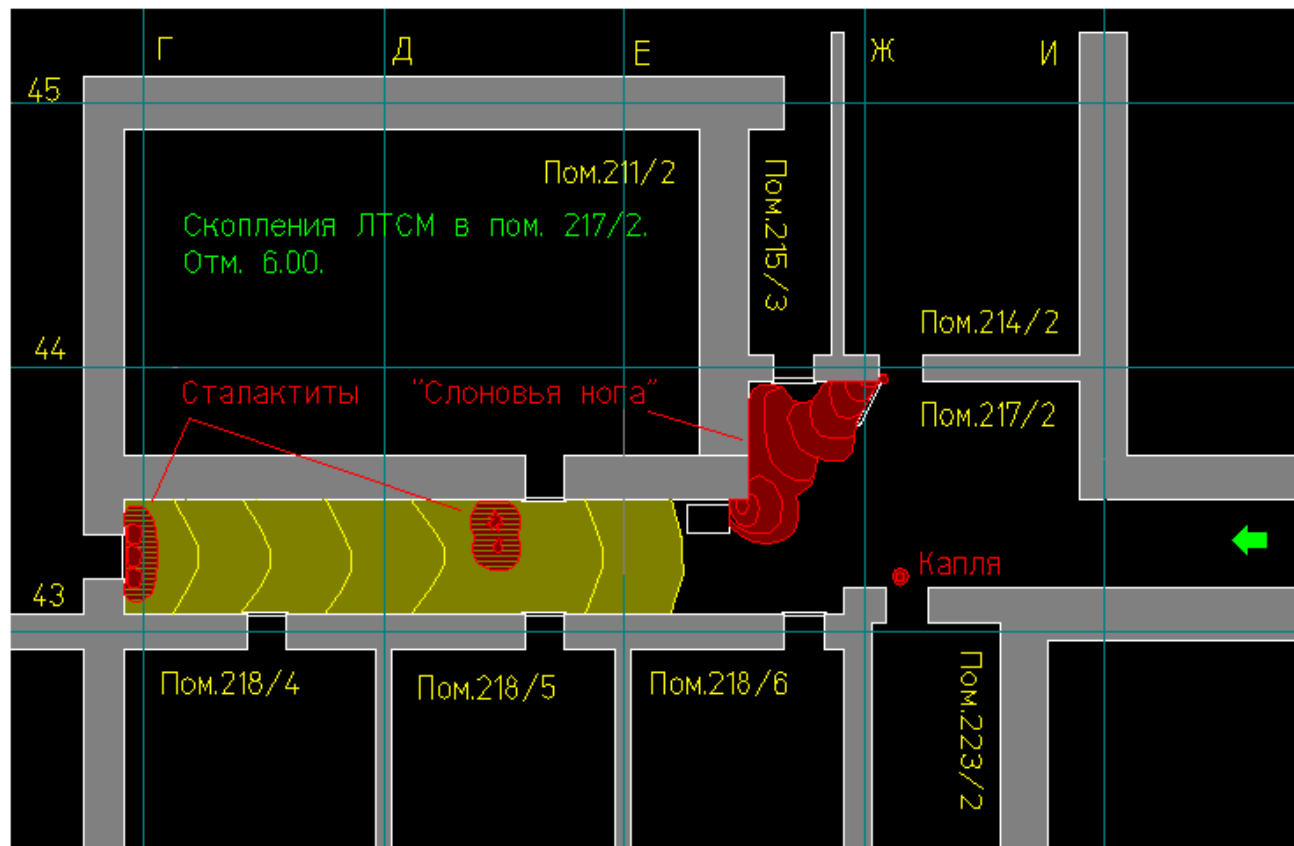 Г
Д
Е
Ж
И
45
Пом.211/2
Пом.215/3
Скопления ЛТСМ в пом. 217/2.
Отм. 6.00.
Пом.214/2
44
Сталактиты
"Слоновья нога"
Пом.217/2
Капля
43
Пом.218/4
Пом.218/5
Пом.218/6
Пом.223/2